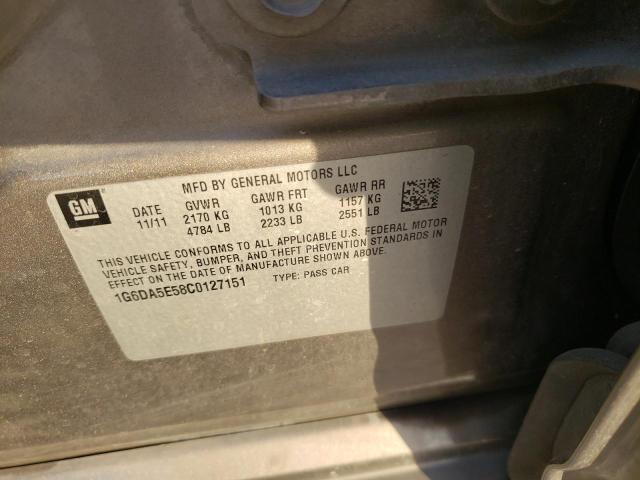 MFD BY GENERAL MOTORS LLC
GM
DATE GVWR GAWR FRT GAWR RR
11/11 2170 KG 1013 KG 1157 KG
4784 LB 2233 LB 2551 LB
THIS VEHICLE CONFORMS TO ALL APPLICABLE U.S. FEDERAL MOTOR
VEHICLE SAFETY, BUMPER, AND THEFT PREVENTION STANDARDS IN
EFFECT ON THE DATE OF MANUFACTURE SHOWN ABOVE.
1G6DA5E58C0127151 TYPE: PASS CAR